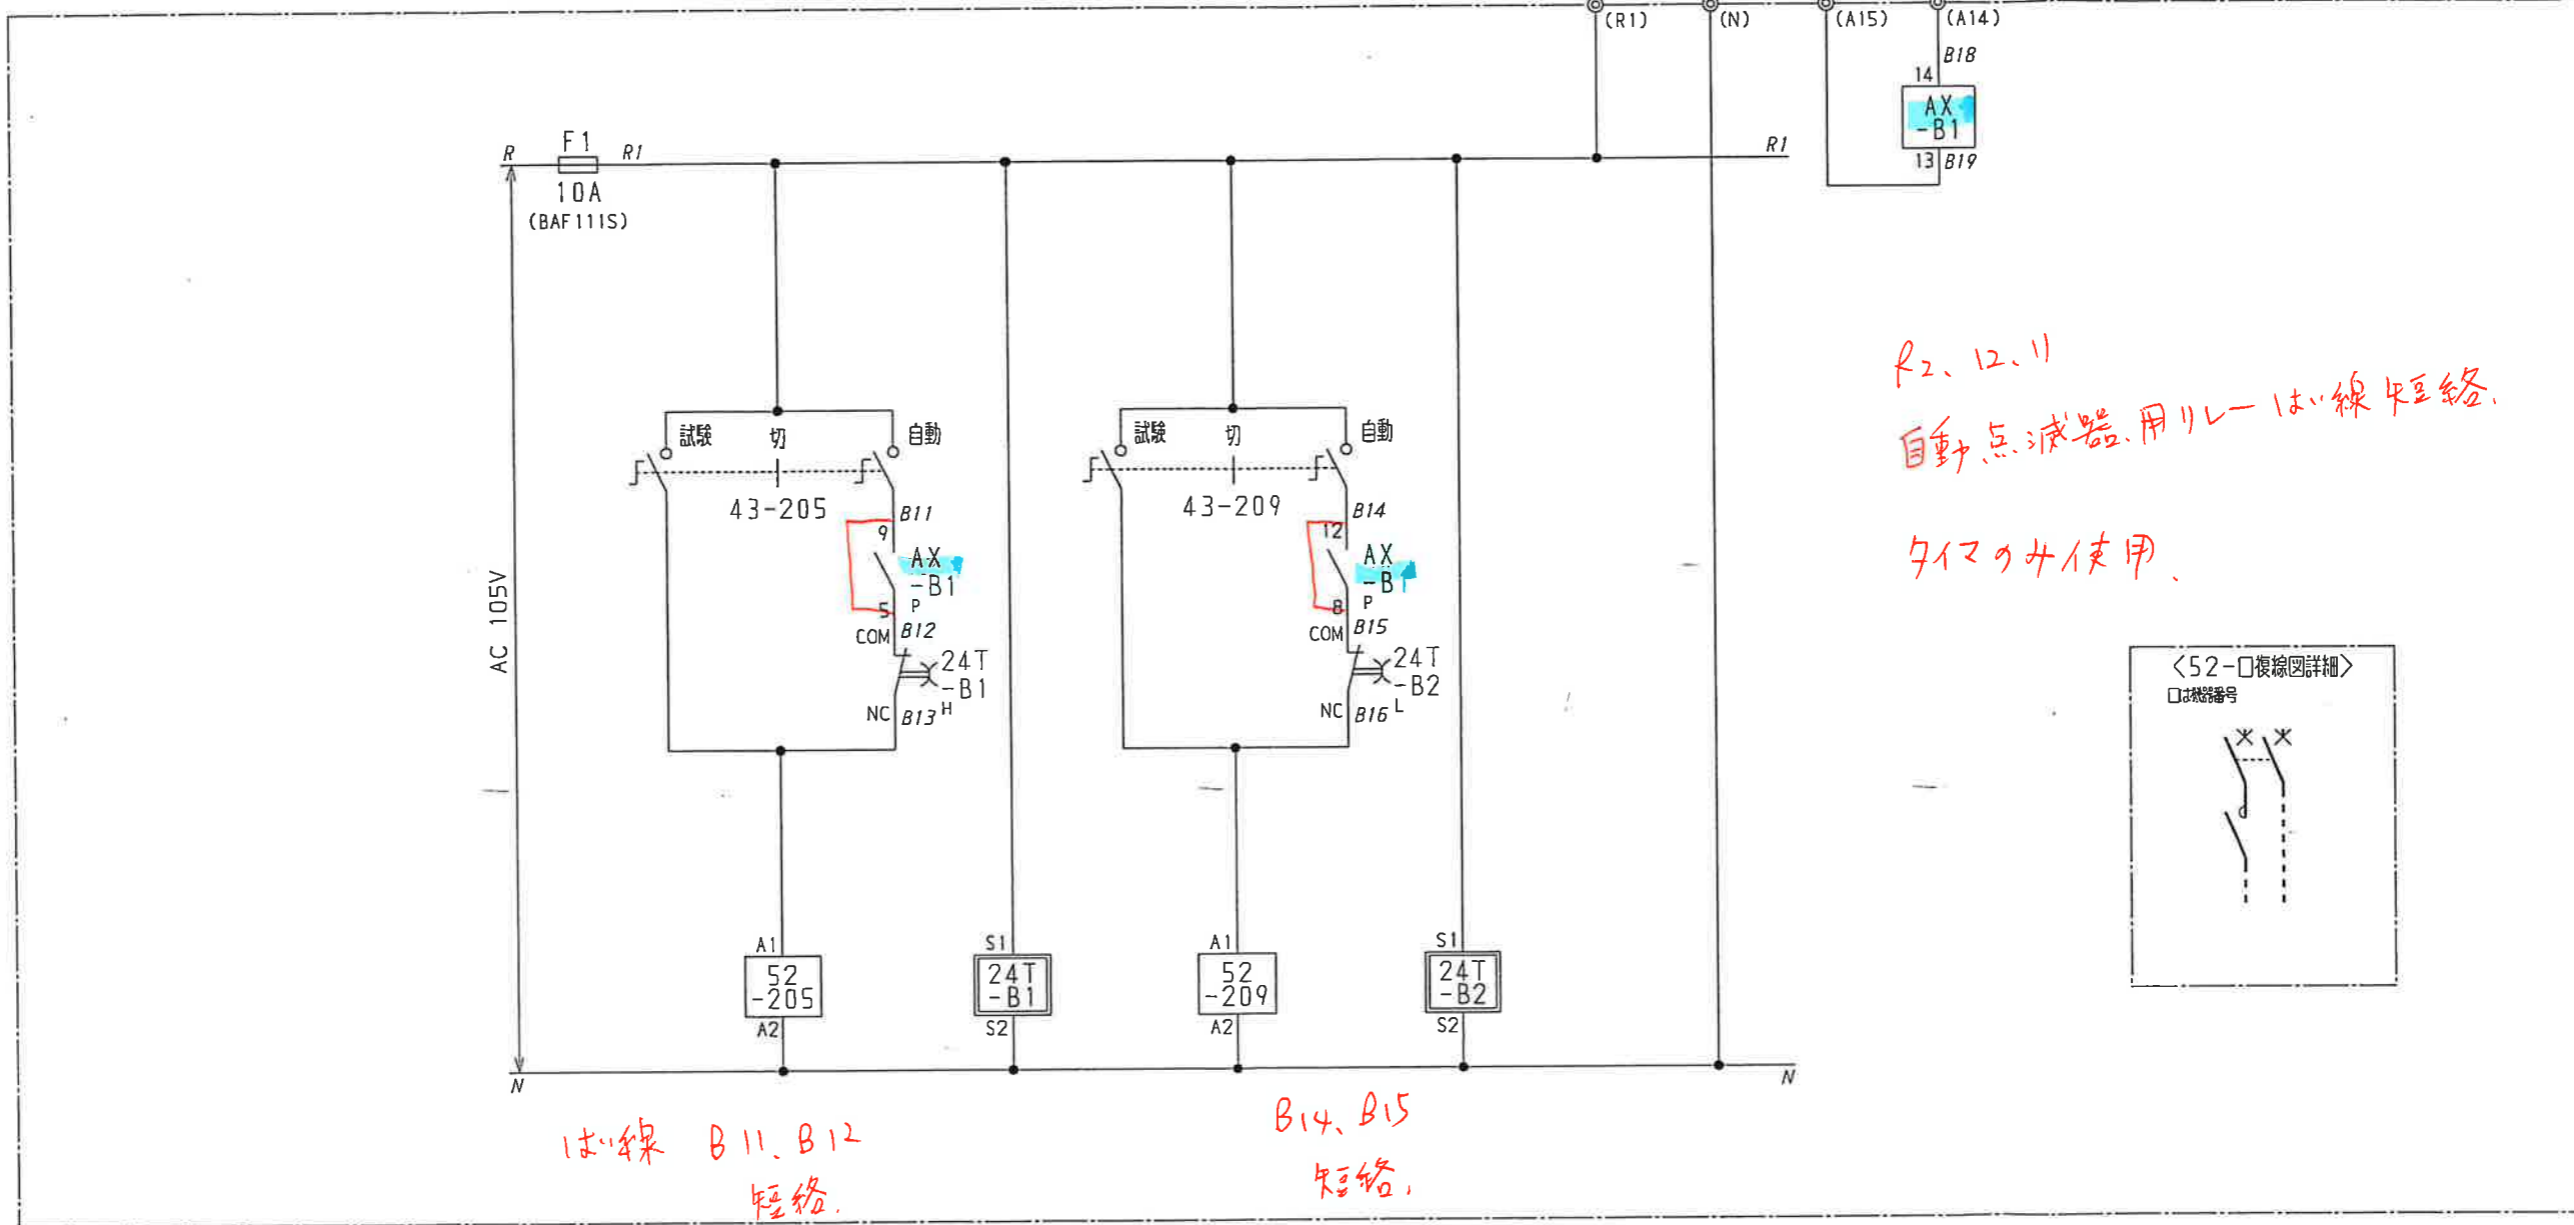 (R1)
(N)
(A15)
(A14)
B18
14
AX
-B1
13
B19
R
F1
R1
10A
(BAF111S)
R1
AC 105V
試験
切
自動
43-205
B11
9
AX
-B1
5
P
COM
B12
24T
-B1
NC
B13
H
試験
切
自動
43-209
B14
12
AX
-B1
8
P
COM
B15
24T
-B2
NC
B16
L
R2、12、11
自動点滅器用リレーはい線短絡、
タイマのみ使用、
<52-□複線図詳細>
□は機器番号
A1
52
-205
A2
S1
24T
-B1
S2
A1
52
-209
A2
S1
24T
-B2
S2
N
N
はい線 B11、B12
短絡、
B14、B15
短絡、